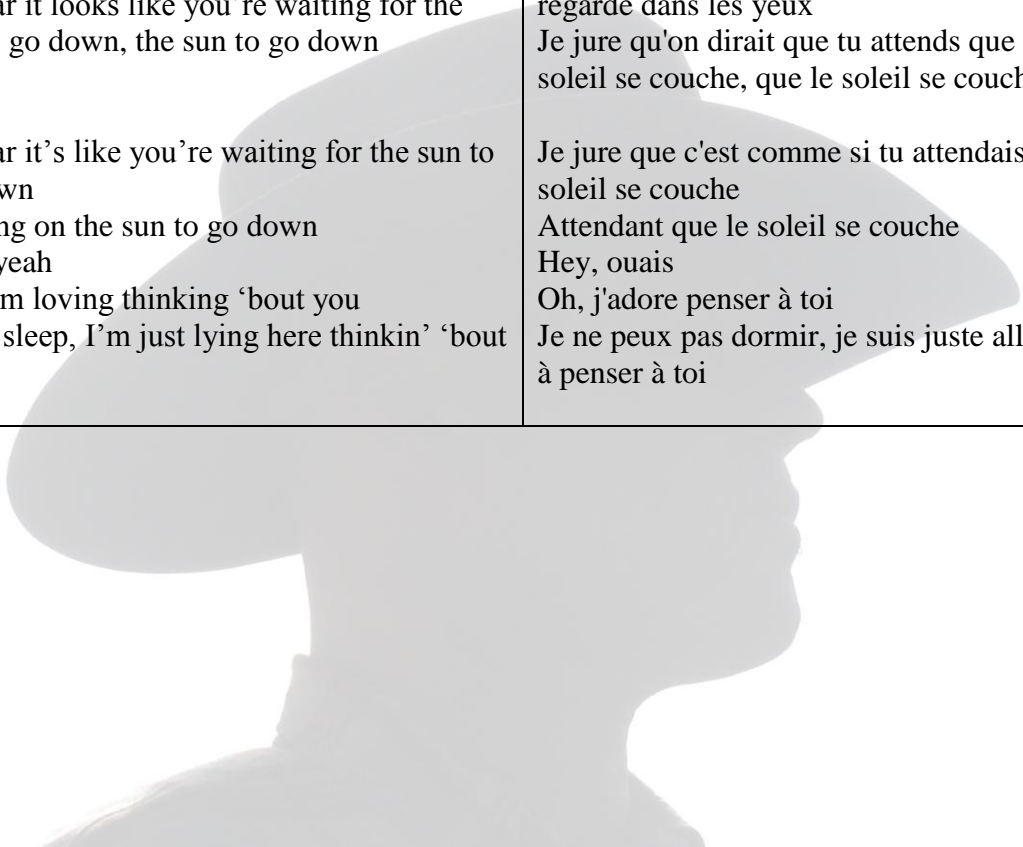 ar it looks like you're waiting for the
go down, the sun to go down
ar it's like you're waiting for the sun to
wn
ng on the sun to go down
yeah
m loving thinking ‘bout you
sleep, I'm just lying here thinkin' ‘bout
regarde dans les yeux
Je jure qu'on dirait que tu attends que
soleil se couche, que le soleil se couch
Je jure que c'est comme si tu attendais
soleil se couche
Attendant que le soleil se couche
Hey, ouais
Oh, j'adore penser à toi
Je ne peux pas dormir, je suis juste all
à penser à toi